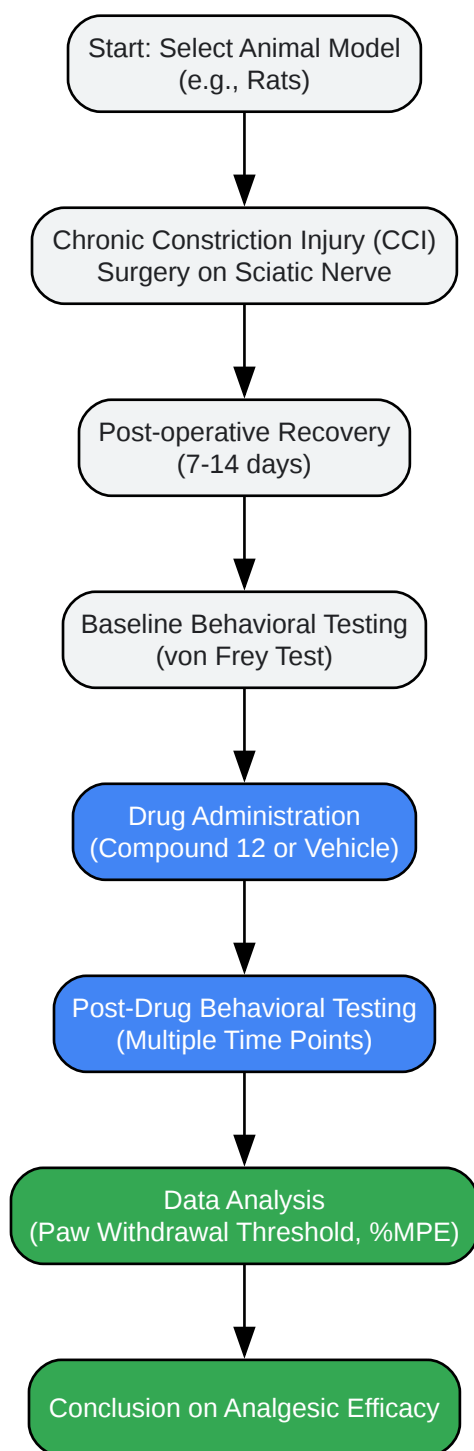 Start: Select Animal Model
(e.g., Rats)
Chronic Constriction Injury (CCI)
Surgery on Sciatic Nerve
Post-operative Recovery
(7-14 days)
Baseline Behavioral Testing
(von Frey Test)
Drug Administration
(Compound 12 or Vehicle)
Post-Drug Behavioral Testing
(Multiple Time Points)
Data Analysis
(Paw Withdrawal Threshold, %MPE)
Conclusion on Analgesic Efficacy